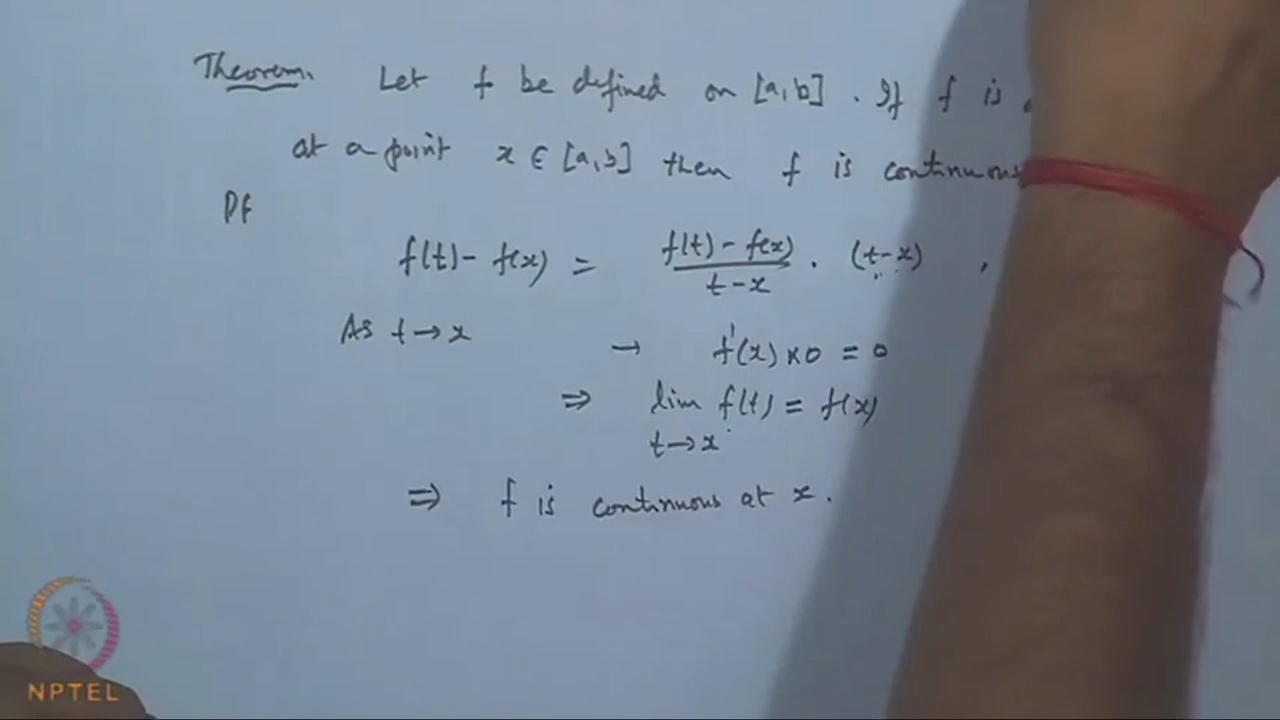 Theorem. Let f be defined on [a,b]. If f is
at a point x ∈ [a,b] then f is continuous
Pf
f(t) - f(x) = \frac{f(t) - f(x)}{t-x} . (t-x) ,
As t → x → f'(x) × 0 = 0
⇒ lim f(t) = f(x)
t→x
⇒ f is continuous at x.
NPTEL